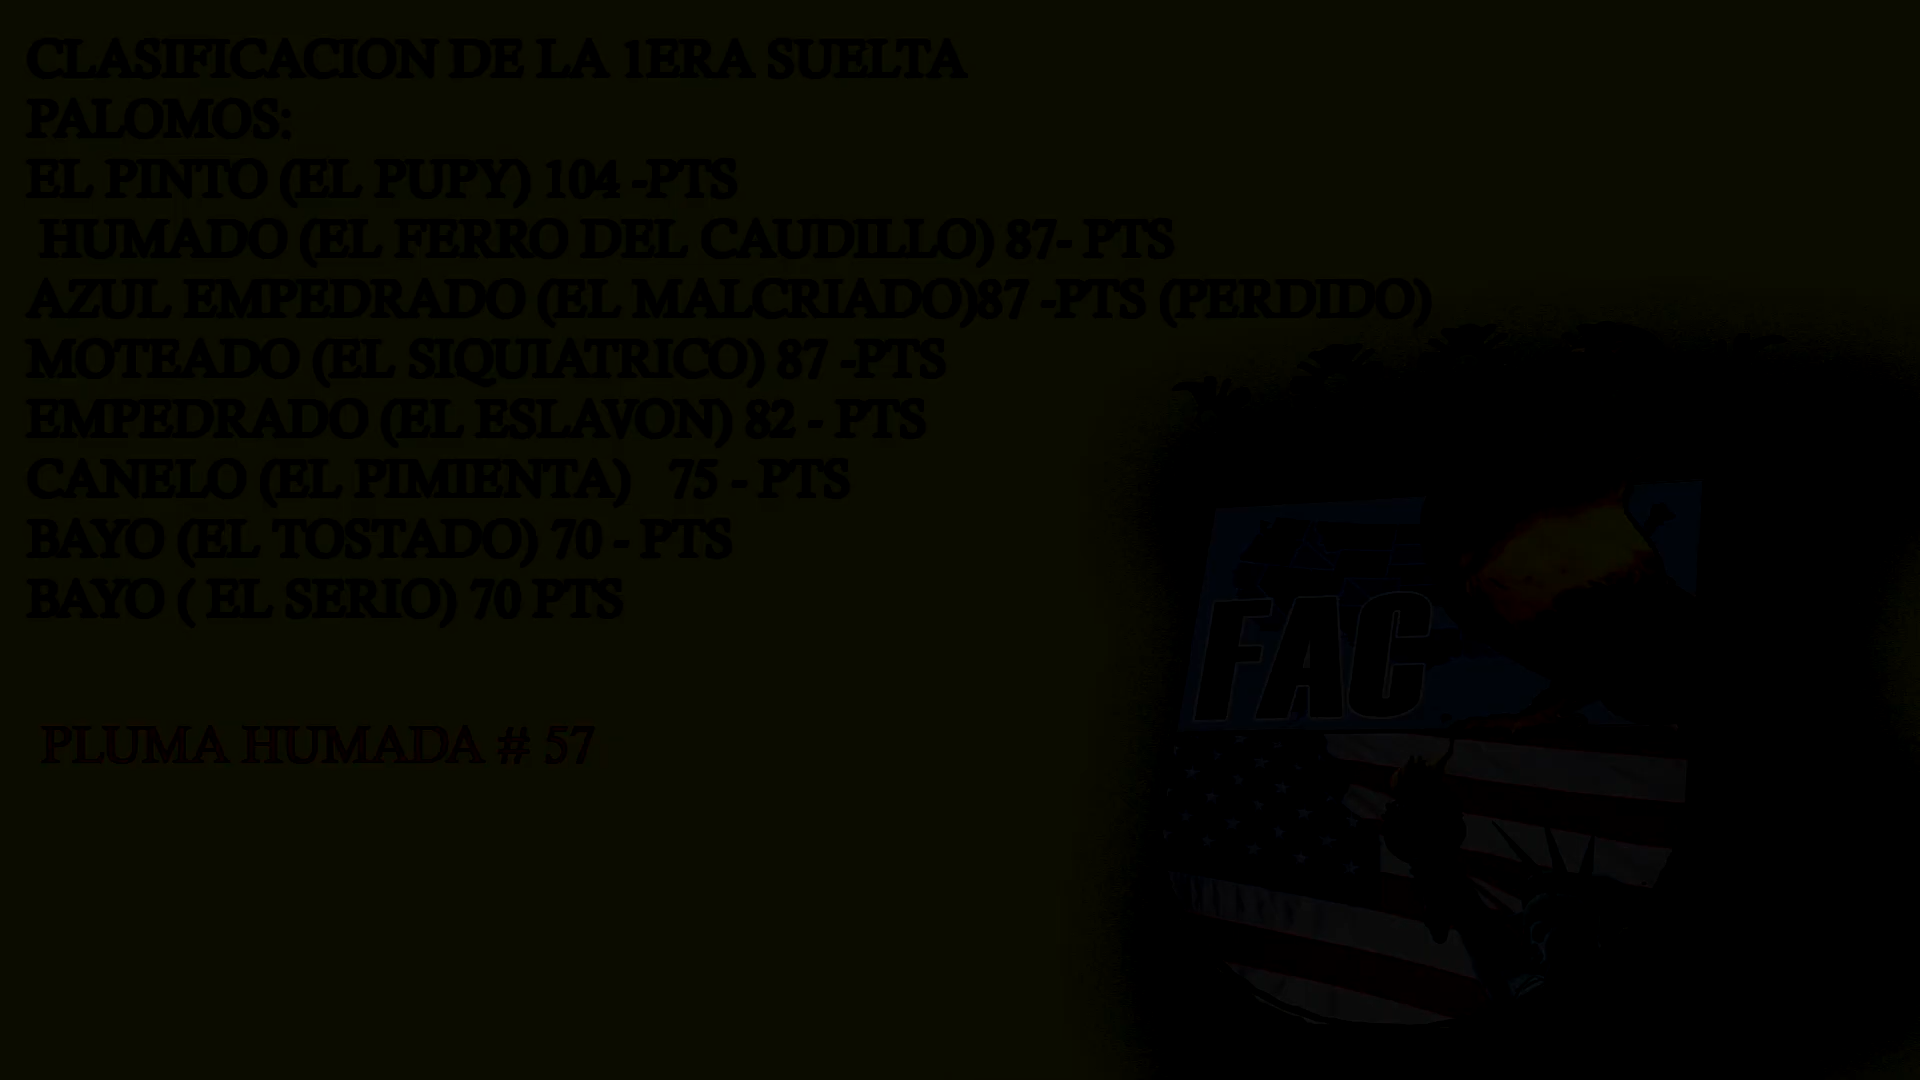 CLASIFICACION DE LA 1ERA SUELTA
PALOMOS:
EL PINTO (EL PUPY) 104 -PTS
HUMADO (EL FERRO DEL CAUDILLO) 87- PTS
AZUL EMPEDRADO (EL MALCRIADO)87 -PTS (PERDIDO)
MOTEADO (EL SIQUIATRICO) 87 -PTS
EMPEDRADO (EL ESLAVON) 82 - PTS
CANELO (EL PIMIENTA) 75 - PTS
BAYO (EL TOSTADO) 70 - PTS
BAYO ( EL SERIO) 70 PTS
PLUMA HUMADA # 57
FAC